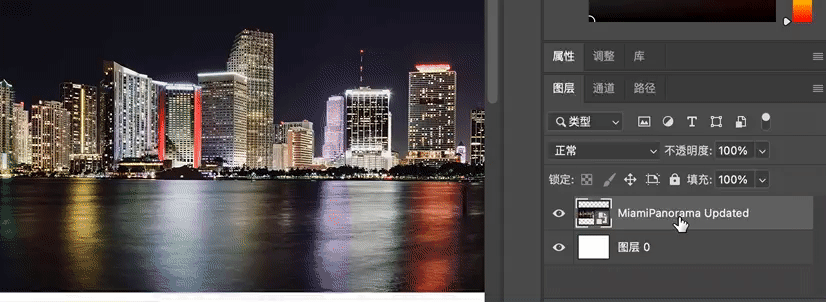 属性 调整 库
图层 通道 路径
类型
正常 不透明度: 100%
锁定: 填充: 100%
MiamiPanorama Updated
图层 0